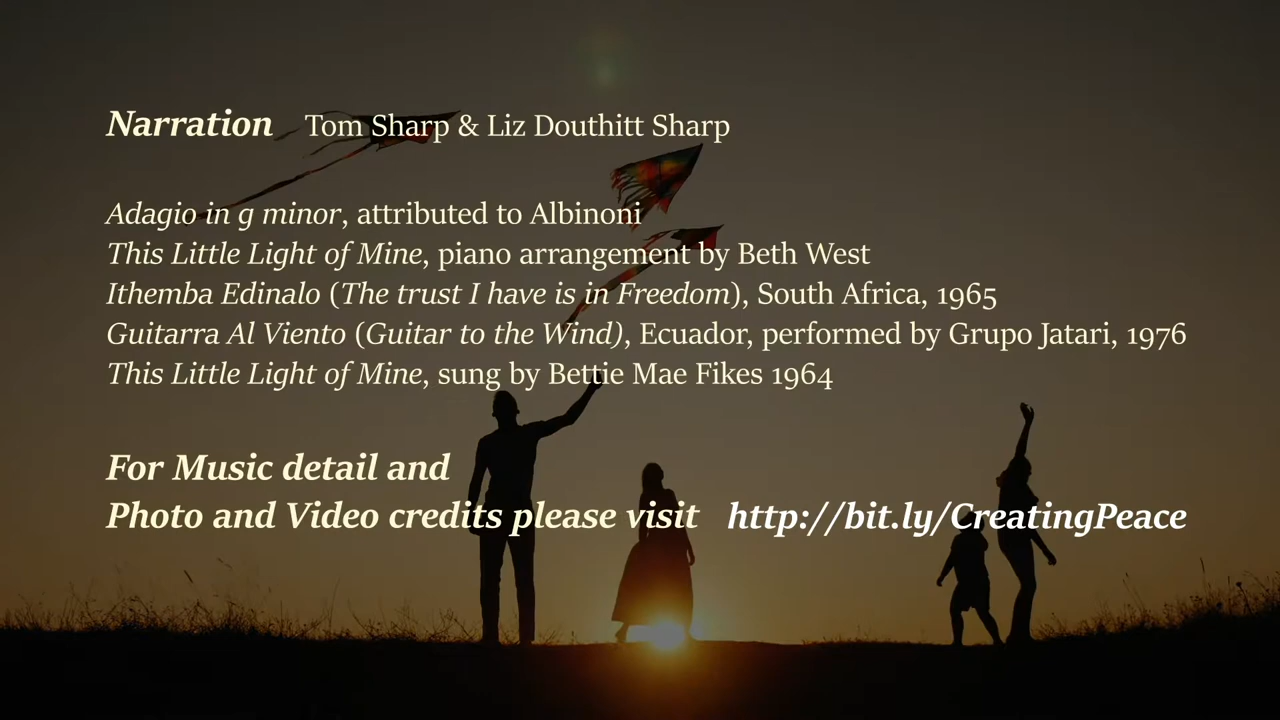 Narration Tom Sharp & Liz Douthitt Sharp
Adagio in g minor, attributed to Albinoni
This Little Light of Mine, piano arrangement by Beth West
Ithemba Edinalo (The trust I have is in Freedom), South Africa, 1965
Guitarra Al Viento (Guitar to the Wind), Ecuador, performed by Grupo Jatari, 1976
This Little Light of Mine, sung by Bettie Mae Fikes 1964
For Music detail and
Photo and Video credits please visit http://bit.ly/CreatingPeace